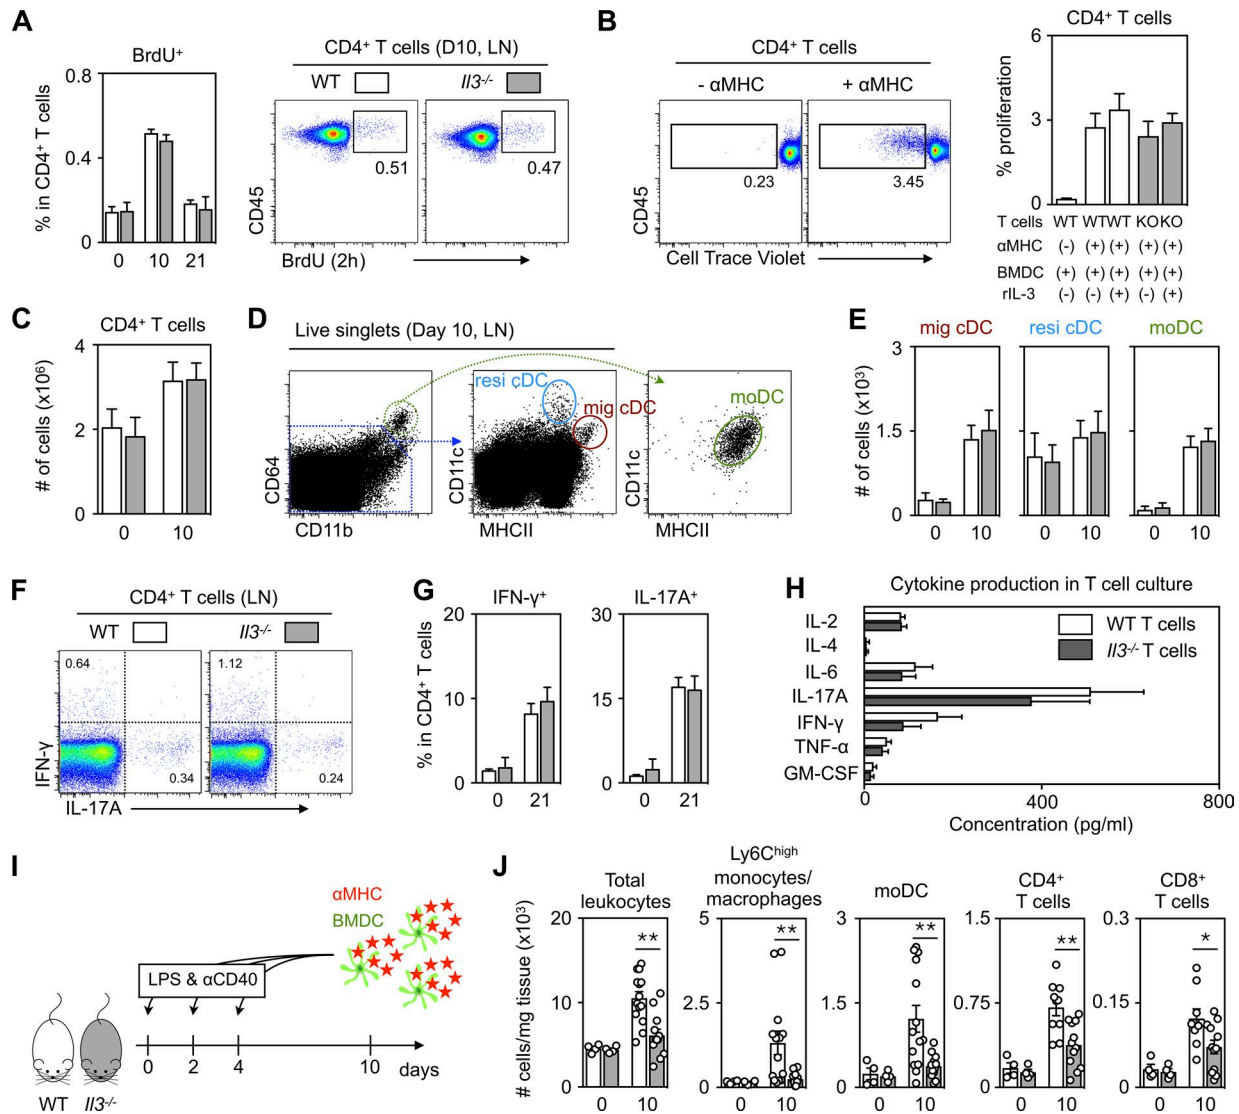 A
BrdU⁺
% in CD4⁺ T cells
0.8
0.4
0
0 10 21
CD4⁺ T cells (D10, LN)
WT Il3-/-
0.51 0.47
CD45
BrdU (2h)
B
CD4⁺ T cells
- αMHC + αMHC
0.23 3.45
CD45
Cell Trace Violet
CD4⁺ T cells
% proliferation
6
3
0
T cells WT WT WT KO KO
αMHC (-) (+) (+) (+) (+)
BMDC (+) (+) (+) (+) (+)
rIL-3 (-) (-) (+) (-) (+)
C
CD4⁺ T cells
# of cells (x10⁶)
4
2
0
0 10
D
Live singlets (Day 10, LN)
resi cDC
mig cDC
moDC
CD64
CD11b
CD11c
MHCII
CD11c
MHCII
E
mig cDC resi cDC moDC
# of cells (x10³)
3
1.5
0
0 10 0 10 0 10
F
CD4⁺ T cells (LN)
WT Il3-/-
0.64 1.12
0.34 0.24
IFN-γ
IL-17A
G
IFN-γ⁺ IL-17A⁺
% in CD4⁺ T cells
20
10
0
0 21
30
15
0
0 21
H
Cytokine production in T cell culture
IL-2
IL-4
IL-6
IL-17A
IFN-γ
TNF-α
GM-CSF
WT T cells
Il3-/- T cells
0 400 800
Concentration (pg/ml)
I
αMHC
BMDC
LPS & αCD40
0 2 4 10 days
WT Il3-/-
J
# cells/mg tissue (x10³)
Total
leukocytes
20
10
0
**
0 10
Ly6Chigh
monocytes/
macrophages
5
2.5
0
**
0 10
moDC
3
1.5
0
**
0 10
CD4⁺
T cells
1.5
0.75
0
**
0 10
CD8⁺
T cells
0.3
0.15
0
*
0 10